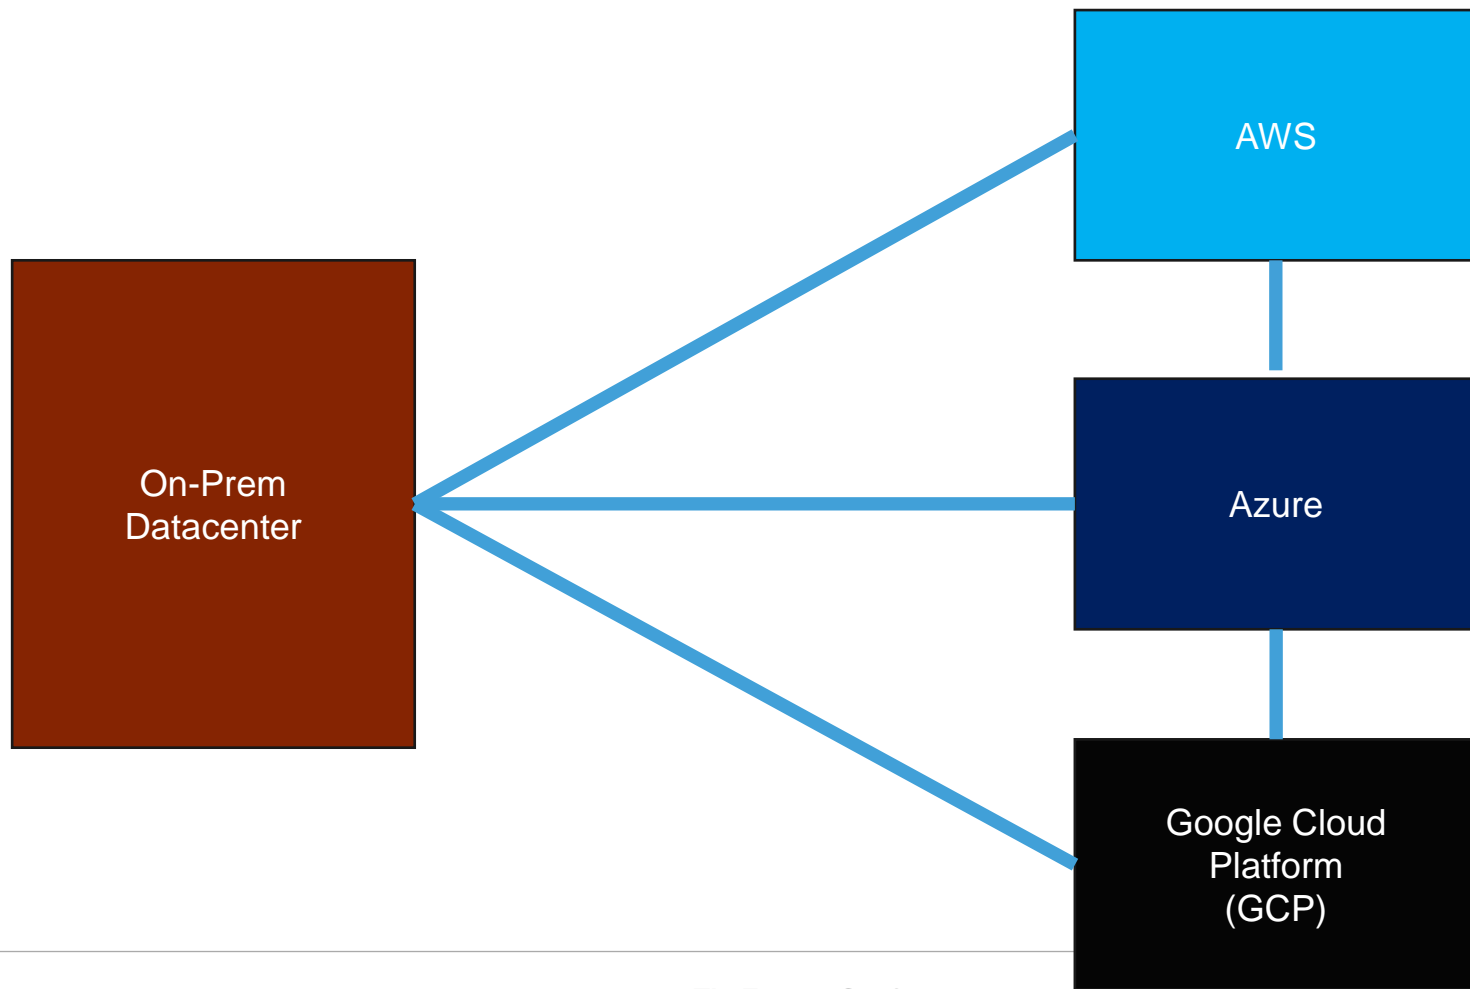 AWS
On-Prem
Datacenter
Azure
Google Cloud
Platform
(GCP)